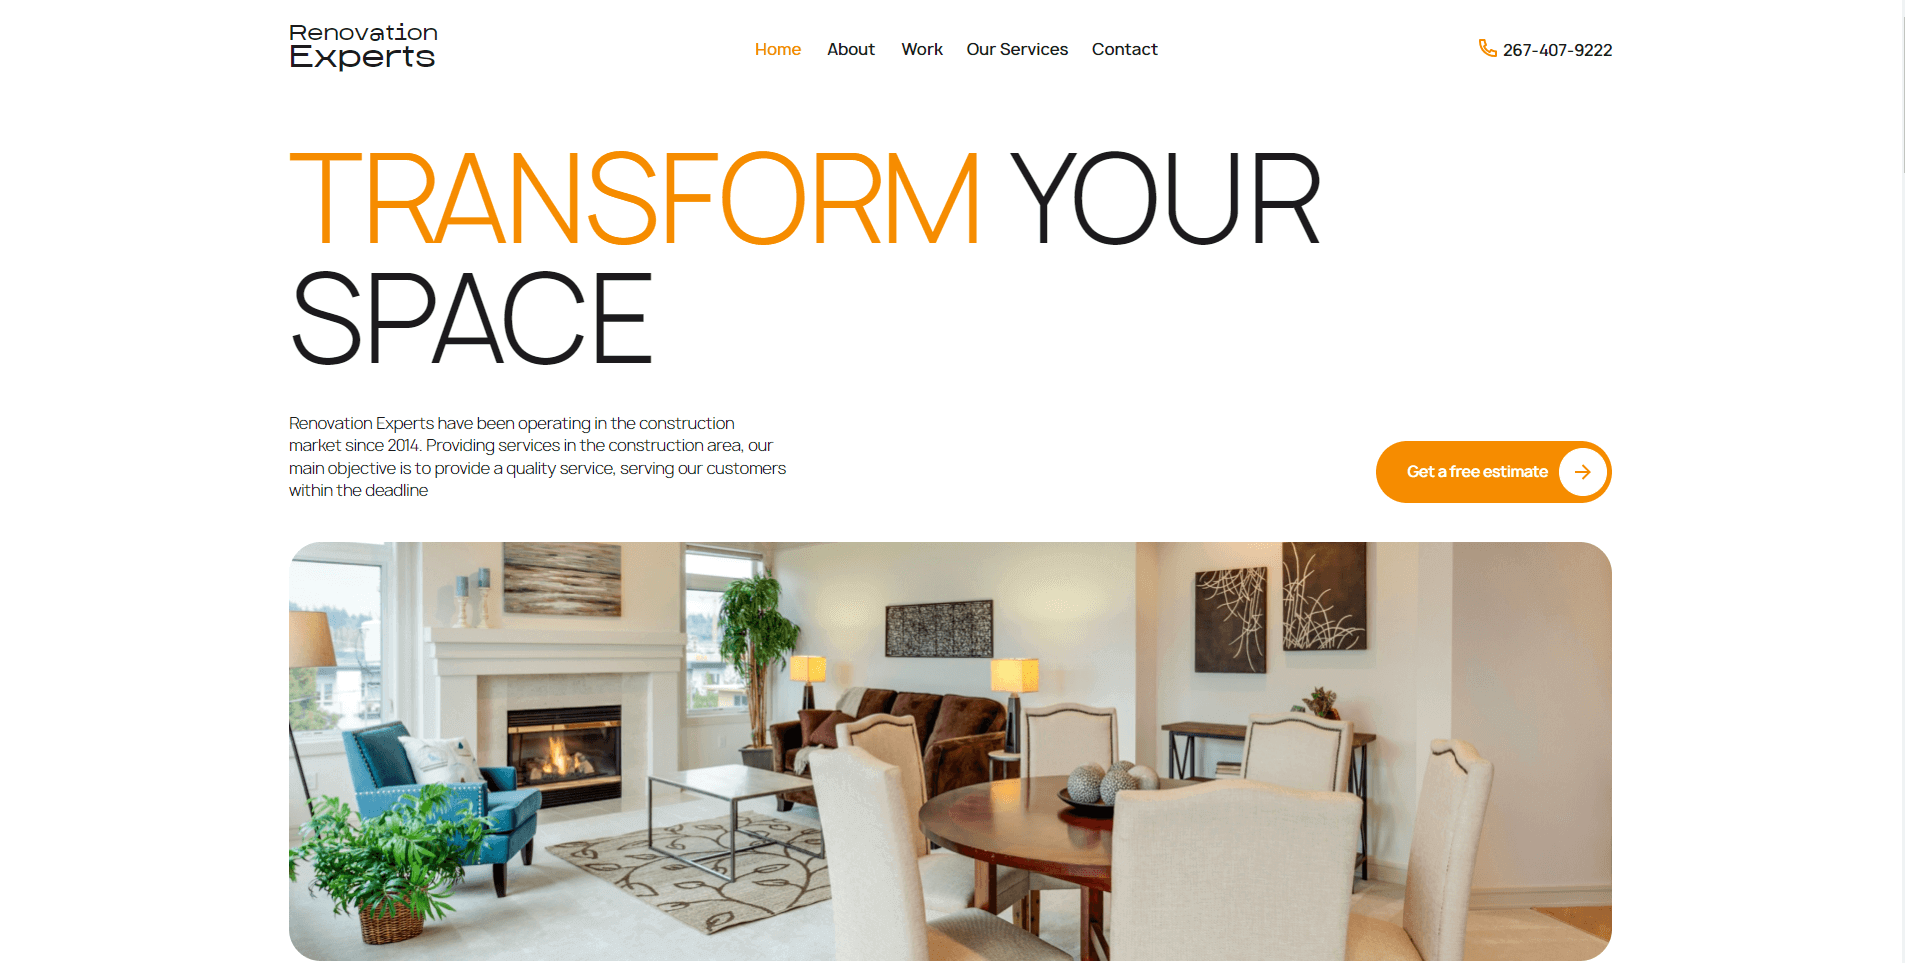 Renovation
Experts
Home About Work Our Services Contact
267-407-9222
TRANSFORM YOUR
SPACE
Renovation Experts have been operating in the construction
market since 2014. Providing services in the construction area, our
main objective is to provide a quality service, serving our customers
within the deadline
Get a free estimate